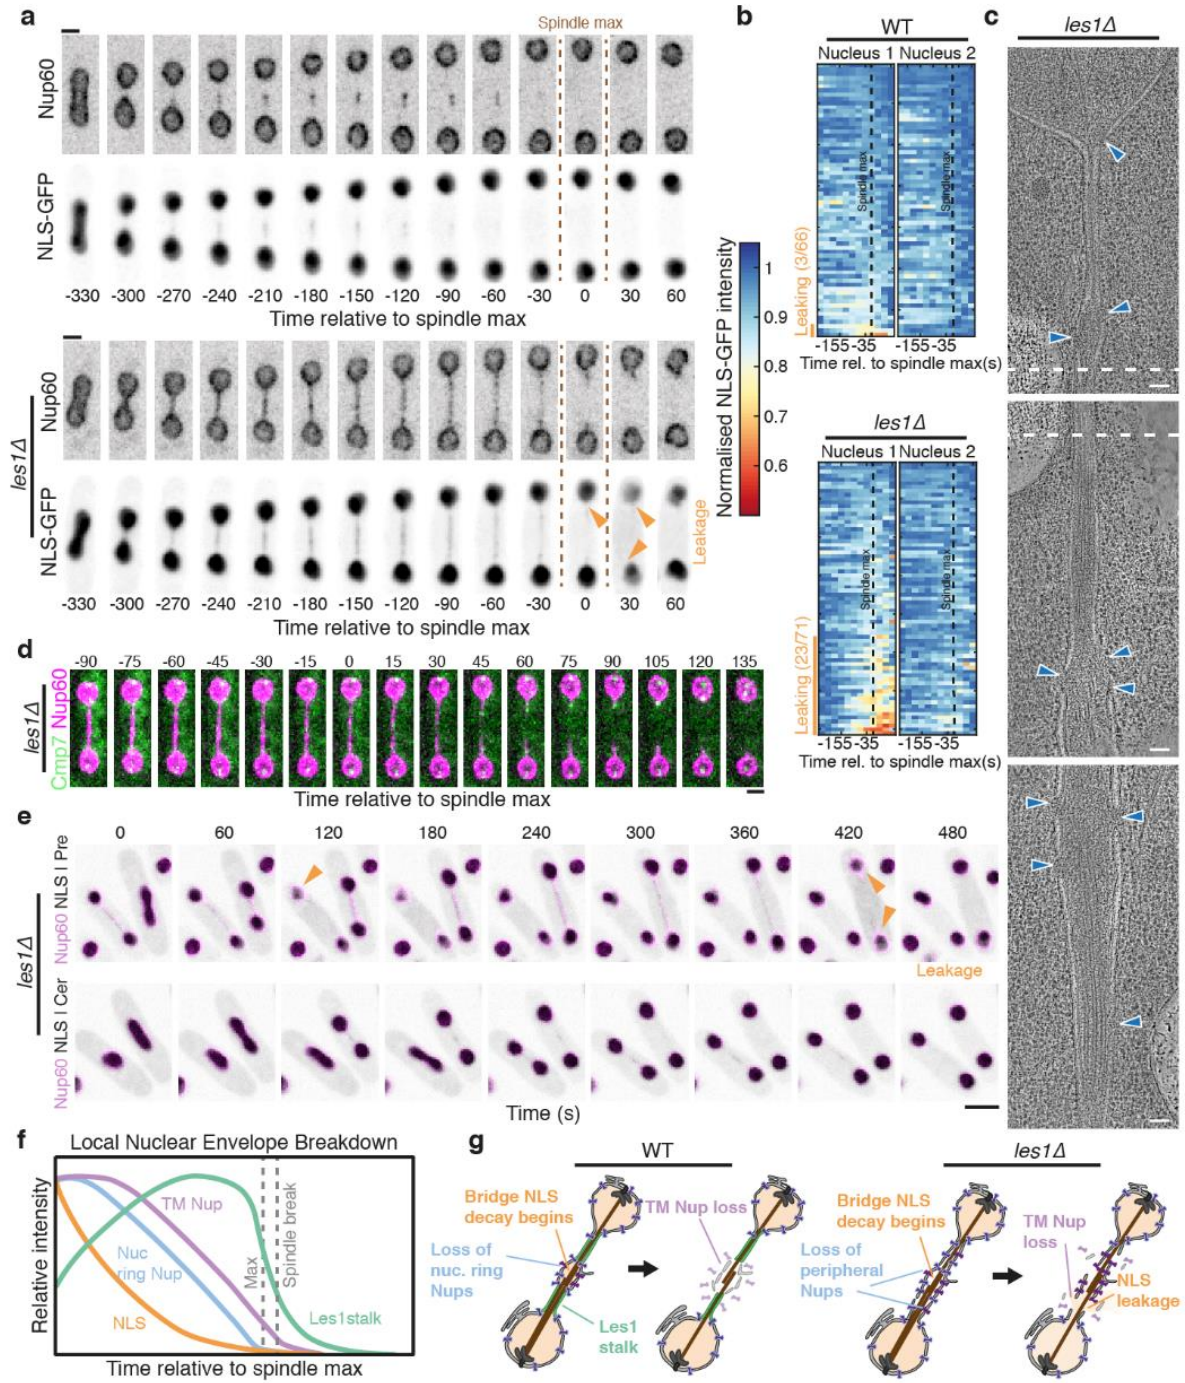 a
Spindle max
Nup60
NLS-GFP
-330 -300 -270 -240 -210 -180 -150 -120 -90 -60 -30 0 30 60
Time relative to spindle max
les1Δ
Nup60
NLS-GFP
Leakage
-330 -300 -270 -240 -210 -180 -150 -120 -90 -60 -30 0 30 60
Time relative to spindle max
b
WT
Nucleus 1 Nucleus 2
Spindle max
Spindle max
Leaking (3/66)
-155-35 -155-35
Time rel. to spindle max(s)
Normalised NLS-GFP intensity
1
0.9
0.8
0.7
0.6
les1Δ
Nucleus 1 Nucleus 2
Spindle max
Spindle max
Leaking (23/71)
-155-35 -155-35
Time rel. to spindle max(s)
c
les1Δ
d
-90 -75 -60 -45 -30 -15 0 15 30 45 60 75 90 105 120 135
les1Δ
Cmp7 Nup60
Time relative to spindle max
e
0 60 120 180 240 300 360 420 480
les1Δ
Nup60 NLS | Pre
Leakage
Nup60 NLS | Cer
Time (s)
f
Local Nuclear Envelope Breakdown
Relative intensity
TM Nup
Nuc
ring Nup
NLS
Max
Spindle break
Les1stalk
Time relative to spindle max
g
WT
Bridge NLS
decay begins
Loss of
nuc. ring
Nups
Les1
stalk
TM Nup loss
les1Δ
Bridge NLS
decay begins
Loss of
peripheral
Nups
TM Nup
loss
NLS
leakage